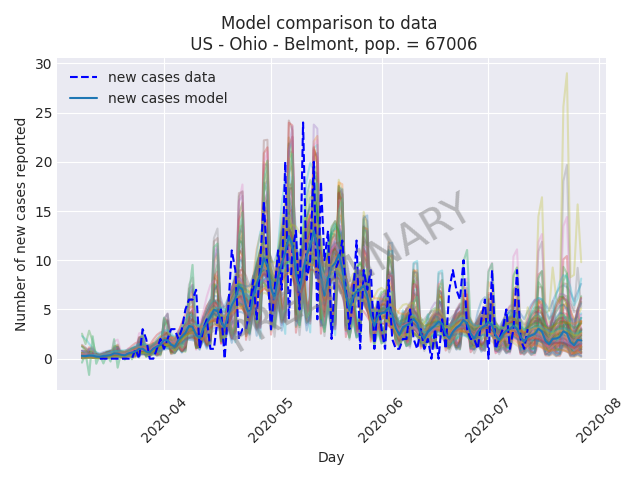 Model comparison to data
US - Ohio - Belmont, pop. = 67006
new cases data
new cases model
Number of new cases reported
30
25
20
15
10
5
0
2020-04
2020-05
2020-06
2020-07
2020-08
Day